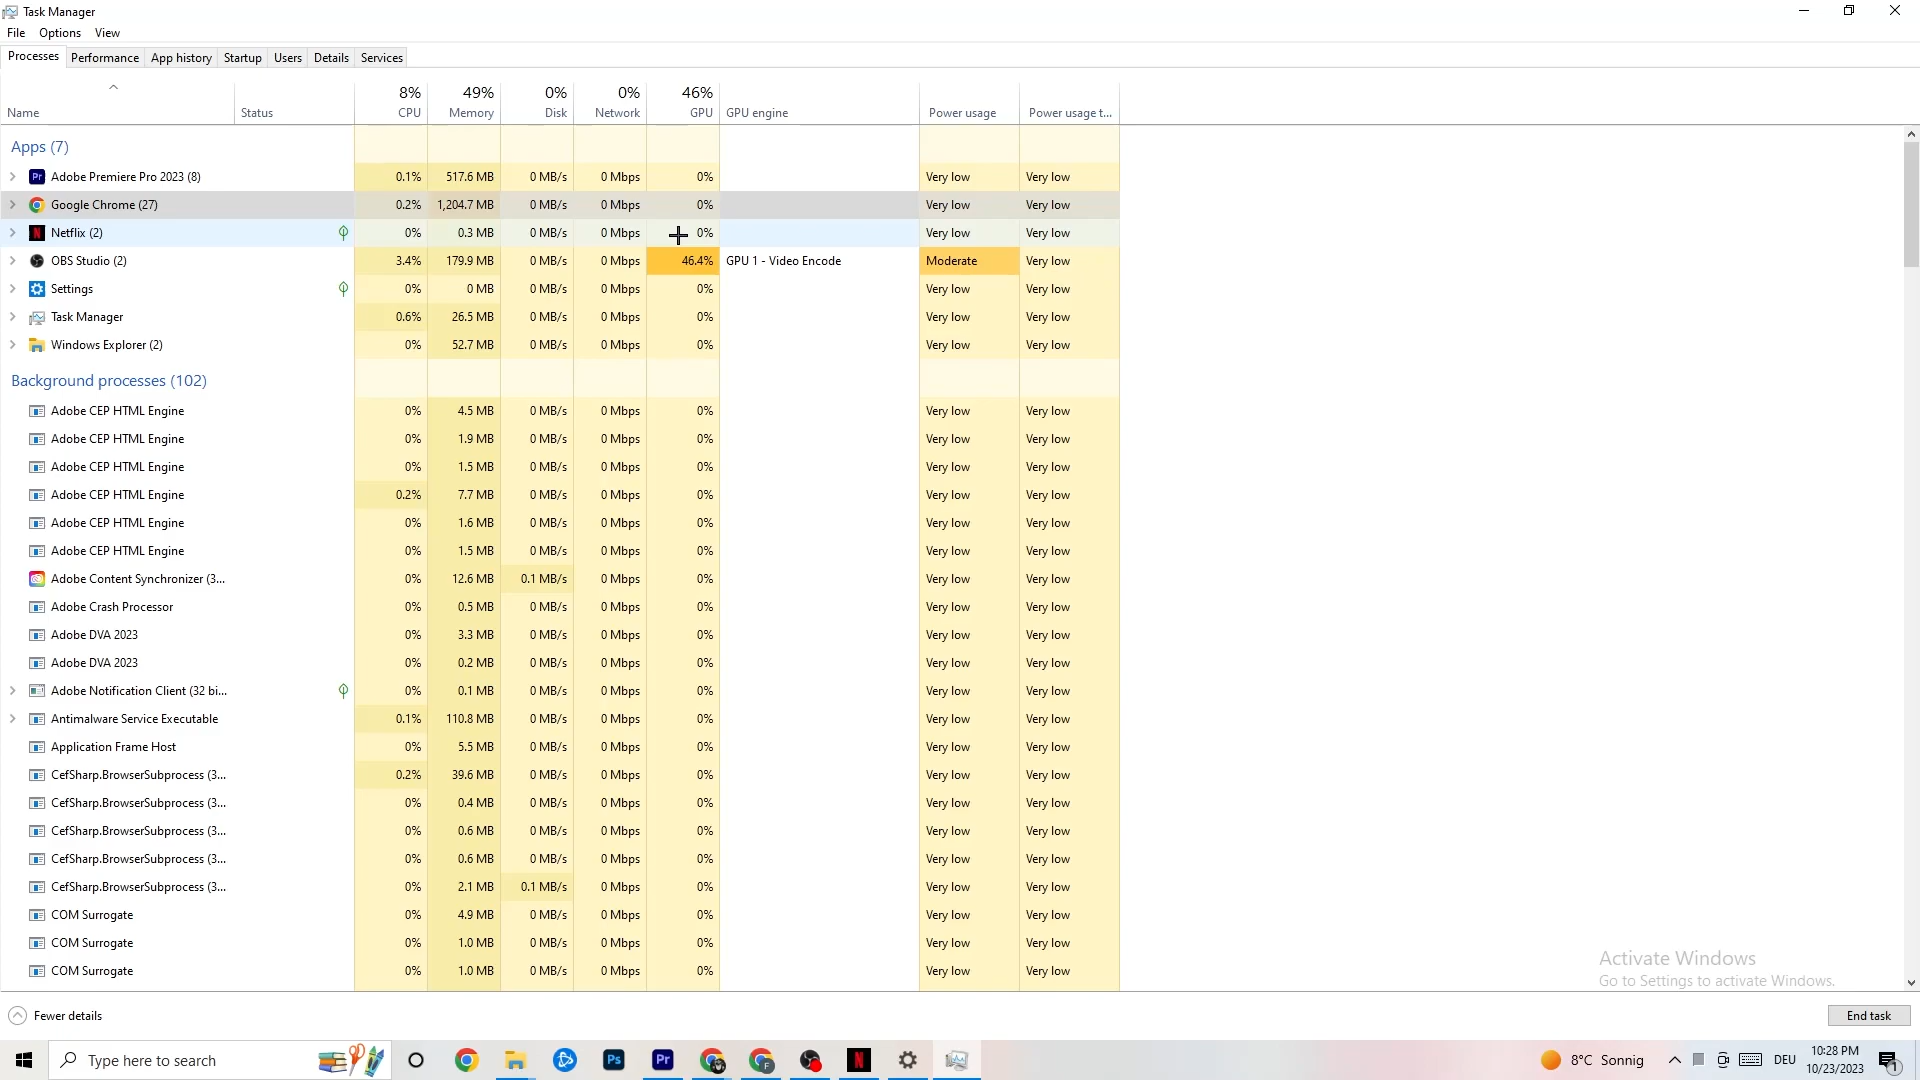 Task Manager
File Options View
Processes Performance App history Startup Users Details Services
8% 49% 0% 0% 46%
Name Status CPU Memory Disk Network GPU GPU engine Power usage Power usage t...
Apps (7)
Pr Adobe Premiere Pro 2023 (8) 0.1% 517.6 MB 0 MB/s 0 Mbps 0% Very low Very low
Google Chrome (27) 0.2% 1,204.7 MB 0 MB/s 0 Mbps 0% Very low Very low
N Netflix (2) 0% 0.3 MB 0 MB/s 0 Mbps 0% Very low Very low
OBS Studio (2) 3.4% 179.9 MB 0 MB/s 0 Mbps 46.4% GPU 1 - Video Encode Moderate Very low
Settings 0% 0 MB 0 MB/s 0 Mbps 0% Very low Very low
Task Manager 0.6% 26.5 MB 0 MB/s 0 Mbps 0% Very low Very low
Windows Explorer (2) 0% 52.7 MB 0 MB/s 0 Mbps 0% Very low Very low
Background processes (102)
Adobe CEP HTML Engine 0% 4.5 MB 0 MB/s 0 Mbps 0% Very low Very low
Adobe CEP HTML Engine 0% 1.9 MB 0 MB/s 0 Mbps 0% Very low Very low
Adobe CEP HTML Engine 0% 1.5 MB 0 MB/s 0 Mbps 0% Very low Very low
Adobe CEP HTML Engine 0.2% 7.7 MB 0 MB/s 0 Mbps 0% Very low Very low
Adobe CEP HTML Engine 0% 1.6 MB 0 MB/s 0 Mbps 0% Very low Very low
Adobe CEP HTML Engine 0% 1.5 MB 0 MB/s 0 Mbps 0% Very low Very low
Adobe Content Synchronizer (3... 0% 12.6 MB 0.1 MB/s 0 Mbps 0% Very low Very low
Adobe Crash Processor 0% 0.5 MB 0 MB/s 0 Mbps 0% Very low Very low
Adobe DVA 2023 0% 3.3 MB 0 MB/s 0 Mbps 0% Very low Very low
Adobe DVA 2023 0% 0.2 MB 0 MB/s 0 Mbps 0% Very low Very low
Adobe Notification Client (32 bi... 0% 0.1 MB 0 MB/s 0 Mbps 0% Very low Very low
Antimalware Service Executable 0.1% 110.8 MB 0 MB/s 0 Mbps 0% Very low Very low
Application Frame Host 0% 5.5 MB 0 MB/s 0 Mbps 0% Very low Very low
CefSharp.BrowserSubprocess (3... 0.2% 39.6 MB 0 MB/s 0 Mbps 0% Very low Very low
CefSharp.BrowserSubprocess (3... 0% 0.4 MB 0 MB/s 0 Mbps 0% Very low Very low
CefSharp.BrowserSubprocess (3... 0% 0.6 MB 0 MB/s 0 Mbps 0% Very low Very low
CefSharp.BrowserSubprocess (3... 0% 0.6 MB 0 MB/s 0 Mbps 0% Very low Very low
CefSharp.BrowserSubprocess (3... 0% 2.1 MB 0.1 MB/s 0 Mbps 0% Very low Very low
COM Surrogate 0% 4.9 MB 0 MB/s 0 Mbps 0% Very low Very low
COM Surrogate 0% 1.0 MB 0 MB/s 0 Mbps 0% Very low Very low
COM Surrogate 0% 1.0 MB 0 MB/s 0 Mbps 0% Very low Very low
Activate Windows
Go to Settings to activate Windows.
Fewer details End task
Type here to search Ps Pr F N 8°C Sonnig DEU 10:28 PM
10/23/2023 1